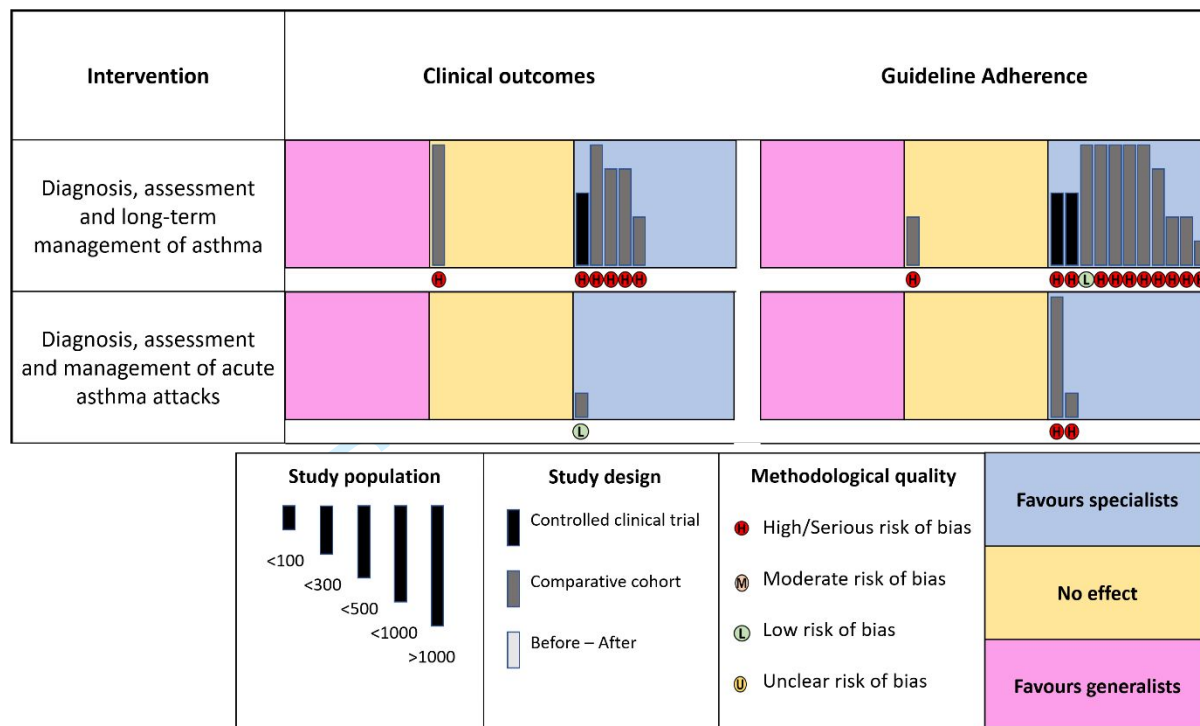 Intervention
Clinical outcomes
Guideline Adherence
Diagnosis, assessment
and long-term
management of asthma
H
H H H H H
H
H H L H H H H H H H H
Diagnosis, assessment
and management of acute
asthma attacks
L
H H
Study population
<100
<300
<500
<1000
>1000
Study design
Controlled clinical trial
Comparative cohort
Before – After
Methodological quality
H High/Serious risk of bias
M Moderate risk of bias
L Low risk of bias
U Unclear risk of bias
Favours specialists
No effect
Favours generalists